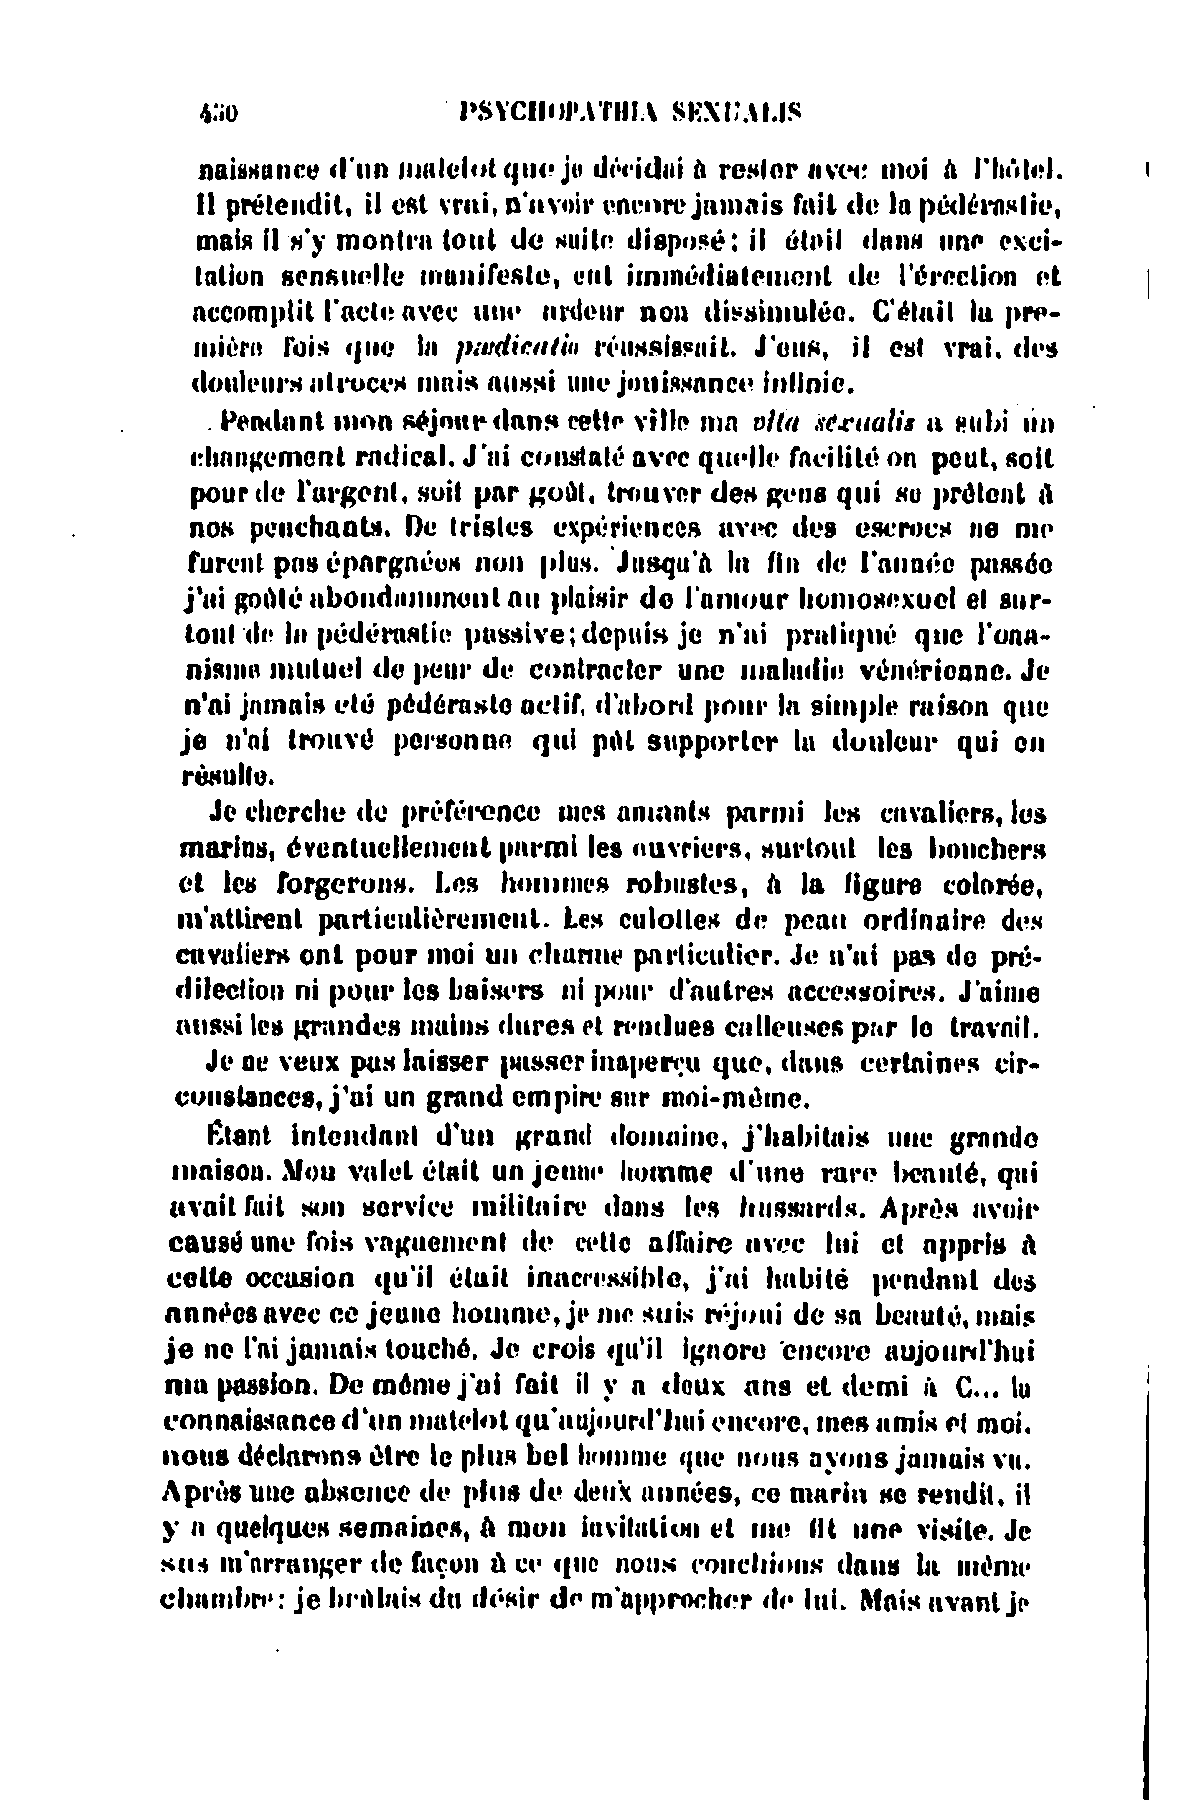 430 PSYCHOPATHIA SEXUALIS
naissance d'un matelot que je décidai à rester avec moi à l'hôtel.
Il prétendit, il est vrai, n'avoir encore jamais fait de la pédérastie,
mais il s'y montra tout de suite disposé; il était dans une exci-
tation sensuelle manifeste, eut immédiatement de l'érection et
accomplit l'acte avec une ardeur non dissimulée. C'était la pre-
mière fois que la pædicatio réussissait. J'eus, il est vrai, des
douleurs atroces mais aussi une jouissance infinie.
Pendant mon séjour dans cette ville ma vita sexualis a subi un
changement radical. J'ai constaté avec quelle facilité on peut, soit
pour de l'argent, soit par goût, trouver des gens qui se prêtent à
nos penchants. De tristes expériences avec des escrocs ne me
furent pas épargnées non plus. Jusqu'à la fin de l'année passée
j'ai goûté abondamment au plaisir de l'amour homosexuel et sur-
tout de la pédérastie passive; depuis je n'ai pratiqué que l'ona-
nisme mutuel de peur de contracter une maladie vénérienne. Je
n'ai jamais eté pédéraste actif, d'abord pour la simple raison que
je n'ai trouvé personne qui pût supporter la douleur qui en
résulte.
Je cherche de préférence mes amants parmi les cavaliers, les
marins, éventuellement parmi les ouvriers, surtout les bouchers
et les forgerons. Les hommes robustes, à la figure colorée,
m'attirent particulièrement. Les culottes de peau ordinaire des
cavaliers ont pour moi un charme particulier. Je n'ai pas de pré-
dilection ni pour les baisers ni pour d'autres accessoires. J'aime
aussi les grandes mains dures et rendues calleuses par le travail.
Je ne veux pas laisser passer inaperçu que, dans certaines cir-
constances, j'ai un grand empire sur moi-même.
Étant intendant d'un grand domaine, j'habitais une grande
maison. Mon valet était un jeune homme d'une rare beauté, qui
avait fait son service militaire dans les hussards. Après avoir
causé une fois vaguement de cette affaire avec lui et appris à
cette occasion qu'il était inaccessible, j'ai habité pendant des
années avec ce jeune homme, je me suis réjoui de sa beauté, mais
je ne l'ai jamais touché. Je crois qu'il ignore encore aujourd'hui
ma passion. De même j'ai fait il y a deux ans et demi à C... la
connaissance d'un matelot qu'aujourd'hui encore, mes amis et moi,
nous déclarons être le plus bel homme que nous ayons jamais vu.
Après une absence de plus de deux années, ce marin se rendit, il
y a quelques semaines, à mon invitation et me fit une visite. Je
sus m'arranger de façon à ce que nous couchions dans la même
chambre; je brûlais du désir de m'approcher de lui. Mais avant je